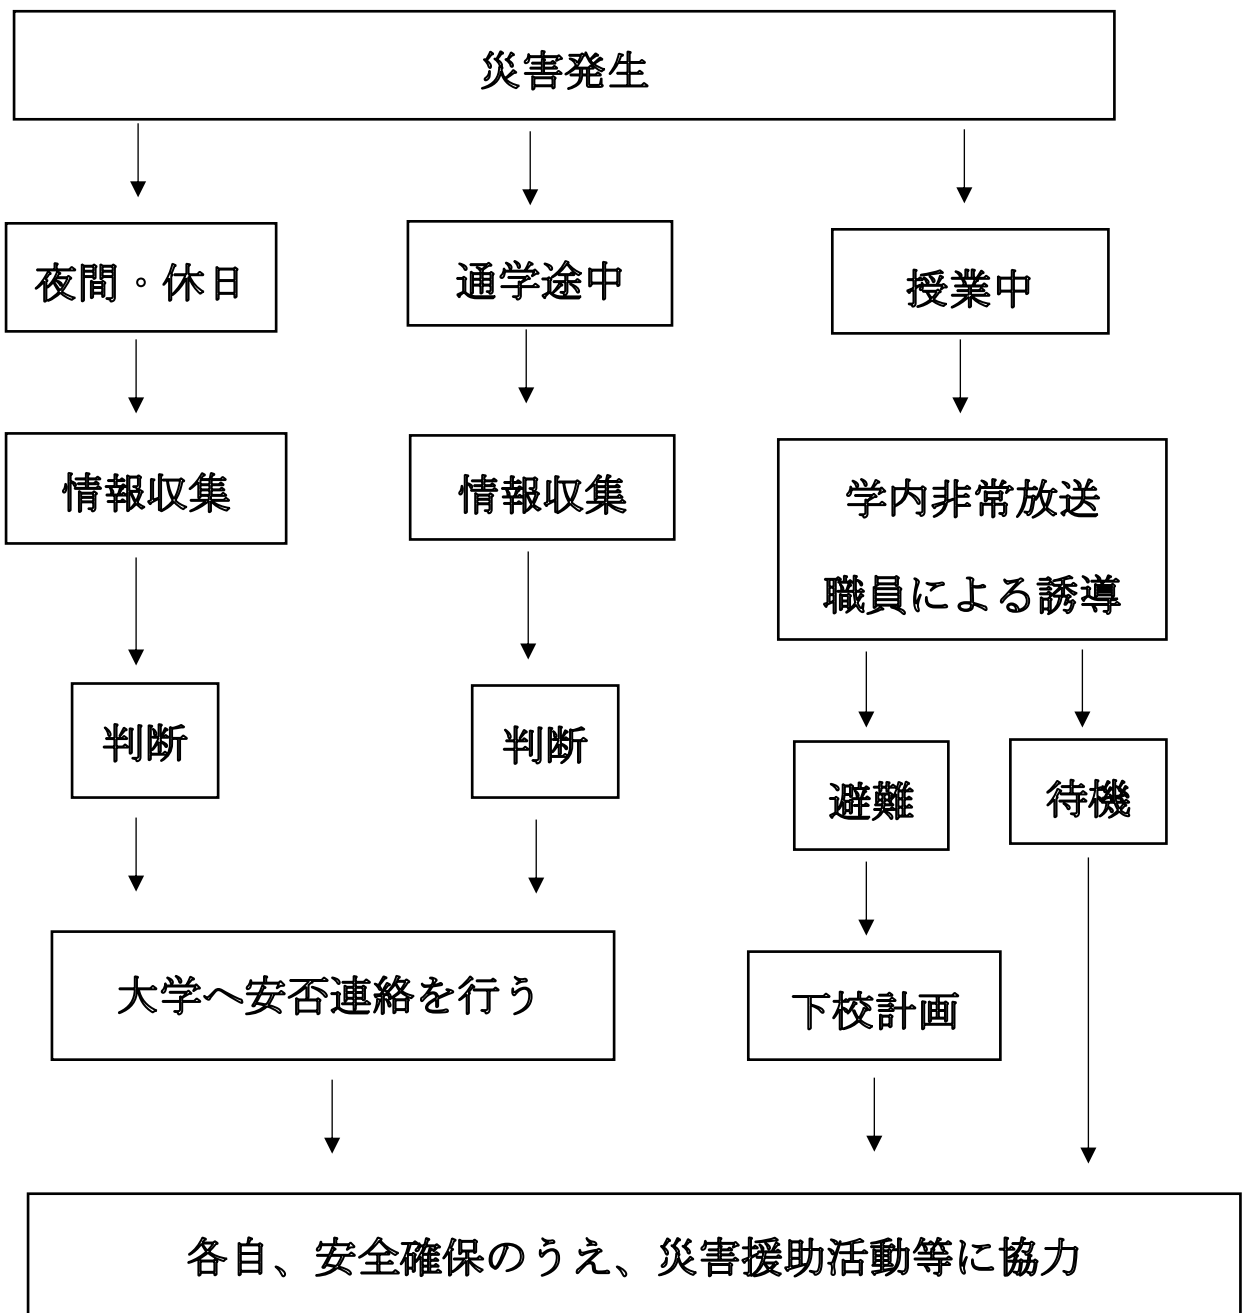 災害発生
夜間・休日
通学途中
授業中
情報収集
情報収集
学内非常放送
職員による誘導
判断
判断
避難
待機
大学へ安否連絡を行う
下校計画
各自、安全確保のうえ、災害援助活動等に協力